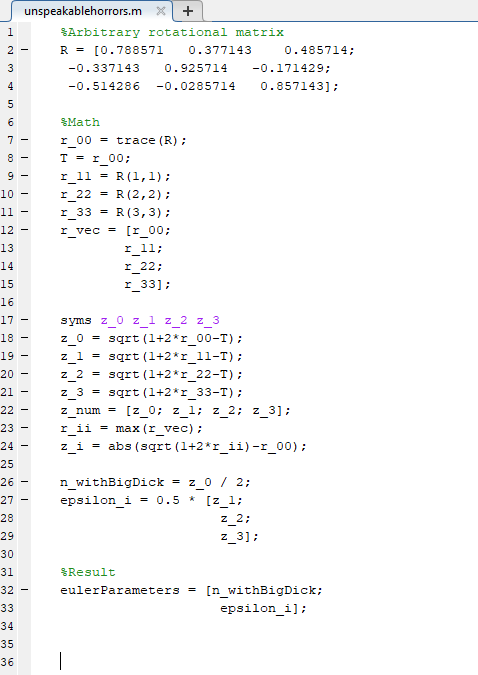 unspeakablehorrors.m × +
1 %Arbitrary rotational matrix
2 – R = [0.788571 0.377143 0.485714;
3 -0.337143 0.925714 -0.171429;
4 -0.514286 -0.0285714 0.857143];
5
6 %Math
7 – r_00 = trace(R);
8 – T = r_00;
9 – r_11 = R(1,1);
10 – r_22 = R(2,2);
11 – r_33 = R(3,3);
12 – r_vec = [r_00;
13 r_11;
14 r_22;
15 r_33];
16
17 – syms z_0 z_1 z_2 z_3
18 – z_0 = sqrt(1+2*r_00-T);
19 – z_1 = sqrt(1+2*r_11-T);
20 – z_2 = sqrt(1+2*r_22-T);
21 – z_3 = sqrt(1+2*r_33-T);
22 – z_num = [z_0; z_1; z_2; z_3];
23 – r_ii = max(r_vec);
24 – z_i = abs(sqrt(1+2*r_ii)-r_00);
25
26 – n_withBigDick = z_0 / 2;
27 – epsilon_i = 0.5 * [z_1;
28 z_2;
29 z_3];
30
31 %Result
32 – eulerParameters = [n_withBigDick;
33 epsilon_i];
34
35
36